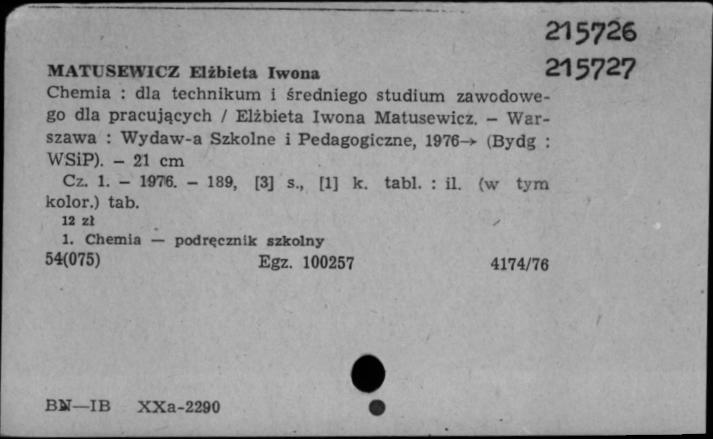 215726
215727
MATUSEWICZ Elżbieta Iwona
Chemia : dla technikum i średniego studium zawodowe-
go dla pracujących / Elżbieta Iwona Matusewicz. — War-
szawa : Wydaw-a Szkolne i Pedagogiczne, 1976→ (Bydg :
WSiP). — 21 cm
Cz. 1. — 1976. — 189, [3] s., [1] k. tabl. : il. (w tym
kolor.) tab.
12 zł
1. Chemia — podręcznik szkolny
54(075) Egz. 100257 4174/76
BN—IB XXa-2290